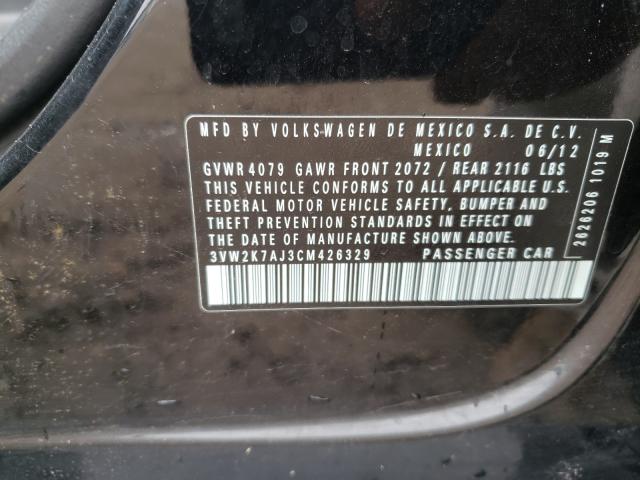 MFD BY VOLKSWAGEN DE MEXICO S.A. DE C.V.
MEXICO 06/12
GVWR 4079 GAWR FRONT 2072 / REAR 2116 LBS
THIS VEHICLE CONFORMS TO ALL APPLICABLE U.S.
FEDERAL MOTOR VEHICLE SAFETY, BUMPER AND
THEFT PREVENTION STANDARDS IN EFFECT ON
THE DATE OF MANUFACTURE SHOWN ABOVE.
3VW2K7AJ3CM426329 PASSENGER CAR
2626206 1019 M